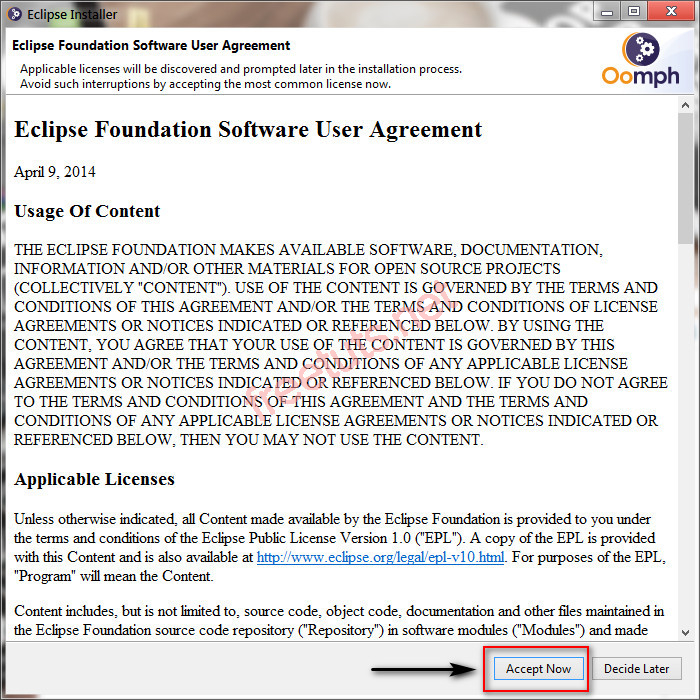 Eclipse Installer
Eclipse Foundation Software User Agreement
Applicable licenses will be discovered and prompted later in the installation process.
Avoid such interruptions by accepting the most common license now.
Oomph
Eclipse Foundation Software User Agreement
April 9, 2014
Usage Of Content
THE ECLIPSE FOUNDATION MAKES AVAILABLE SOFTWARE, DOCUMENTATION,
INFORMATION AND/OR OTHER MATERIALS FOR OPEN SOURCE PROJECTS
(COLLECTIVELY "CONTENT"). USE OF THE CONTENT IS GOVERNED BY THE TERMS AND
CONDITIONS OF THIS AGREEMENT AND/OR THE TERMS AND CONDITIONS OF LICENSE
AGREEMENTS OR NOTICES INDICATED OR REFERENCED BELOW. BY USING THE
CONTENT, YOU AGREE THAT YOUR USE OF THE CONTENT IS GOVERNED BY THIS
AGREEMENT AND/OR THE TERMS AND CONDITIONS OF ANY APPLICABLE LICENSE
AGREEMENTS OR NOTICES INDICATED OR REFERENCED BELOW. IF YOU DO NOT AGREE
TO THE TERMS AND CONDITIONS OF THIS AGREEMENT AND THE TERMS AND
CONDITIONS OF ANY APPLICABLE LICENSE AGREEMENTS OR NOTICES INDICATED OR
REFERENCED BELOW, THEN YOU MAY NOT USE THE CONTENT.
freetuts.net
Applicable Licenses
Unless otherwise indicated, all Content made available by the Eclipse Foundation is provided to you under
the terms and conditions of the Eclipse Public License Version 1.0 ("EPL"). A copy of the EPL is provided
with this Content and is also available at http://www.eclipse.org/legal/epl-v10.html. For purposes of the EPL,
"Program" will mean the Content.
Content includes, but is not limited to, source code, object code, documentation and other files maintained in
the Eclipse Foundation source code repository ("Repository") in software modules ("Modules") and made
Accept Now
Decide Later